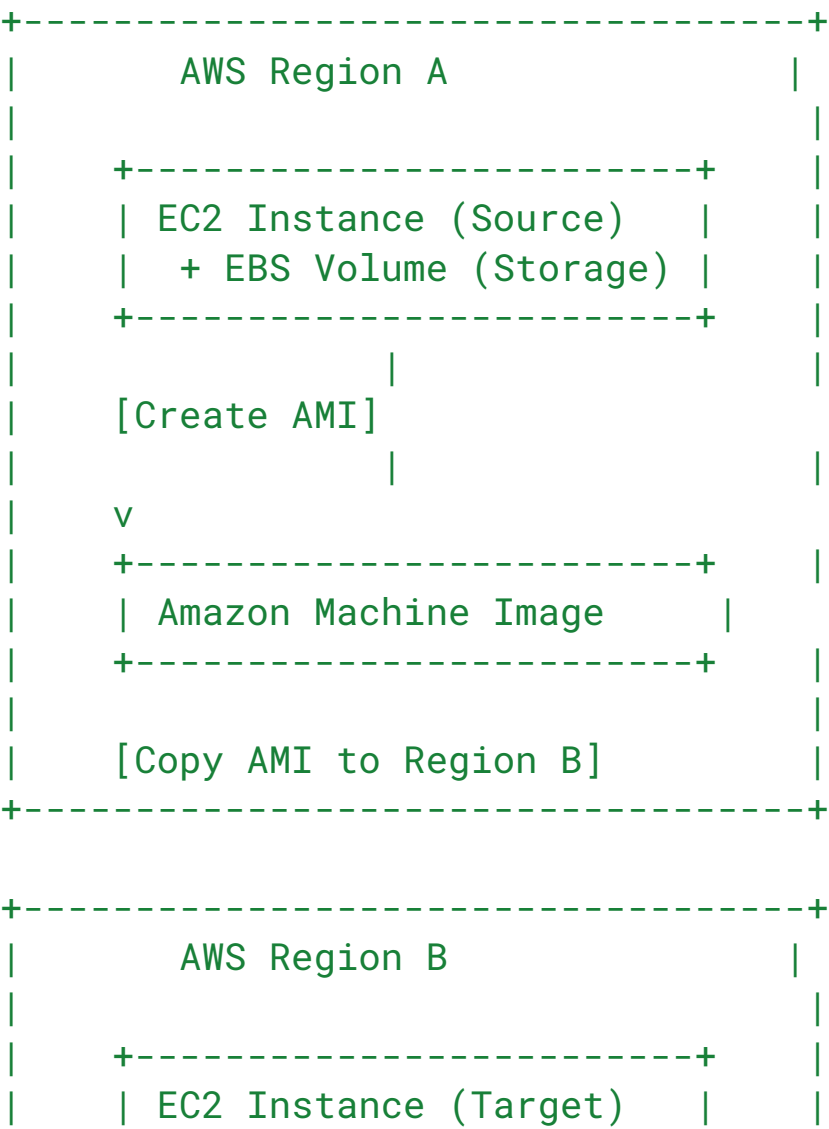 +-----------------------------------+
|       AWS Region A               |
|                                   |
|    +-------------------------+    |
|    | EC2 Instance (Source)   |    |
|    |  + EBS Volume (Storage) |    |
|    +-------------------------+    |
|                |                  |
|    [Create AMI]
|                |                  |
|    v
|    +-------------------------+    |
|    | Amazon Machine Image     |
|    +-------------------------+    |
|                                   |
|    [Copy AMI to Region B]         |
+-----------------------------------+
+-----------------------------------+
|       AWS Region B               |
|                                   |
|    +-------------------------+    |
|    | EC2 Instance (Target)   |    |